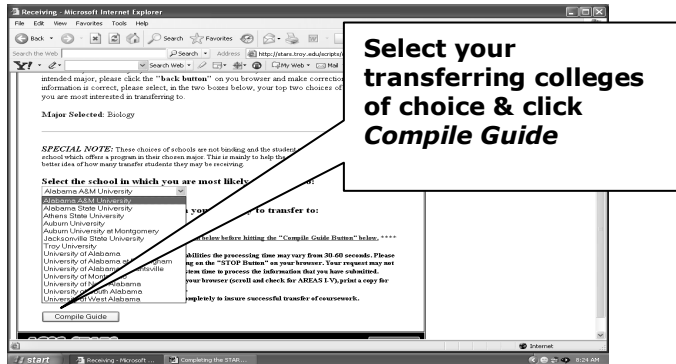 Receiving - Microsoft Internet Explorer
File Edit View Favorites Tools Help
Back Search Favorites
Search the Web Search Address http://stars.troy.edu/scripts/
Y! Search Web My Web Mail
intended major, please click the "back button" on you browser and make correction
information is correct, please select, in the two boxes below, your top two choices of
you are most interested in transferring to.
Major Selected: Biology
SPECIAL NOTE: These choices of schools are not binding and the student
school which offers a program in their chosen major. This is mainly to help the
better idea of how many transfer students they may be receiving.
Select the school in which you are most likely to:
Alabama A&M University
Alabama A&M University
Alabama State University
Athens State University
Auburn University
Auburn University at Montgomery
Jacksonville State University
Troy University
University of Alabama
University of Alabama at
University of Alabama
University of
University of
University of
University of West Alabama
to transfer to:
below before hitting the "Compile Guide Button" below. ****
abilities the processing time may vary from 30-60 seconds. Please
on the "STOP Button" on your browser. Your request may not
time to process the information that you have submitted.
your browser (scroll and check for AREAS I-V), print a copy for
completely to insure successful transfer of coursework.
Compile Guide
Internet
start Receiving - Microsoft ... Completing the STAR... 8:24 AM
Select your
transferring colleges
of choice & click
Compile Guide